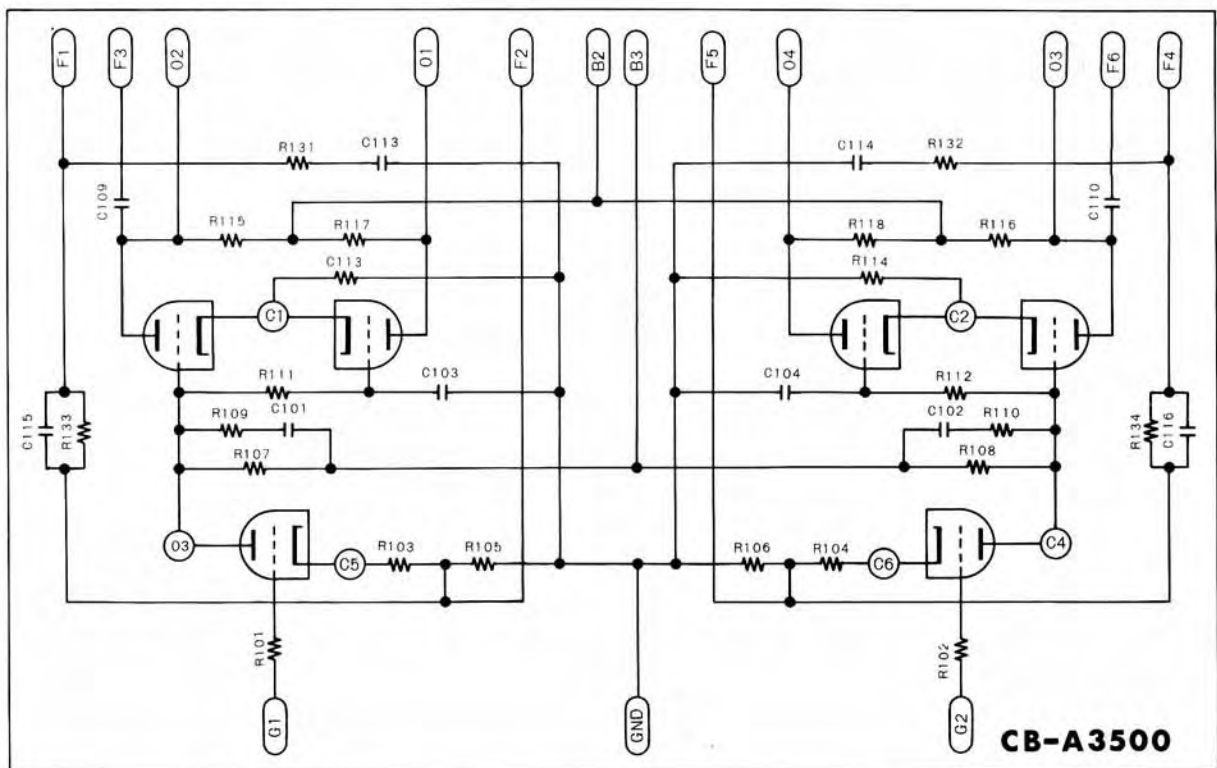 F1 F3 O2 O1 F2 B2 B3 F5 O4 O3 F6 F4
R131 C113 C114 R132
C109 C110
R115 R117 R118 R116
C113 R114
C1 C2
R111 C103 C104 R112
R109 C101 C102 R110
C115 R133 R134 C116
R107 R108
O3 C5 R103 R105 R106 R104 C6 C4
R101 R102
G1 GND G2
CB-A3500